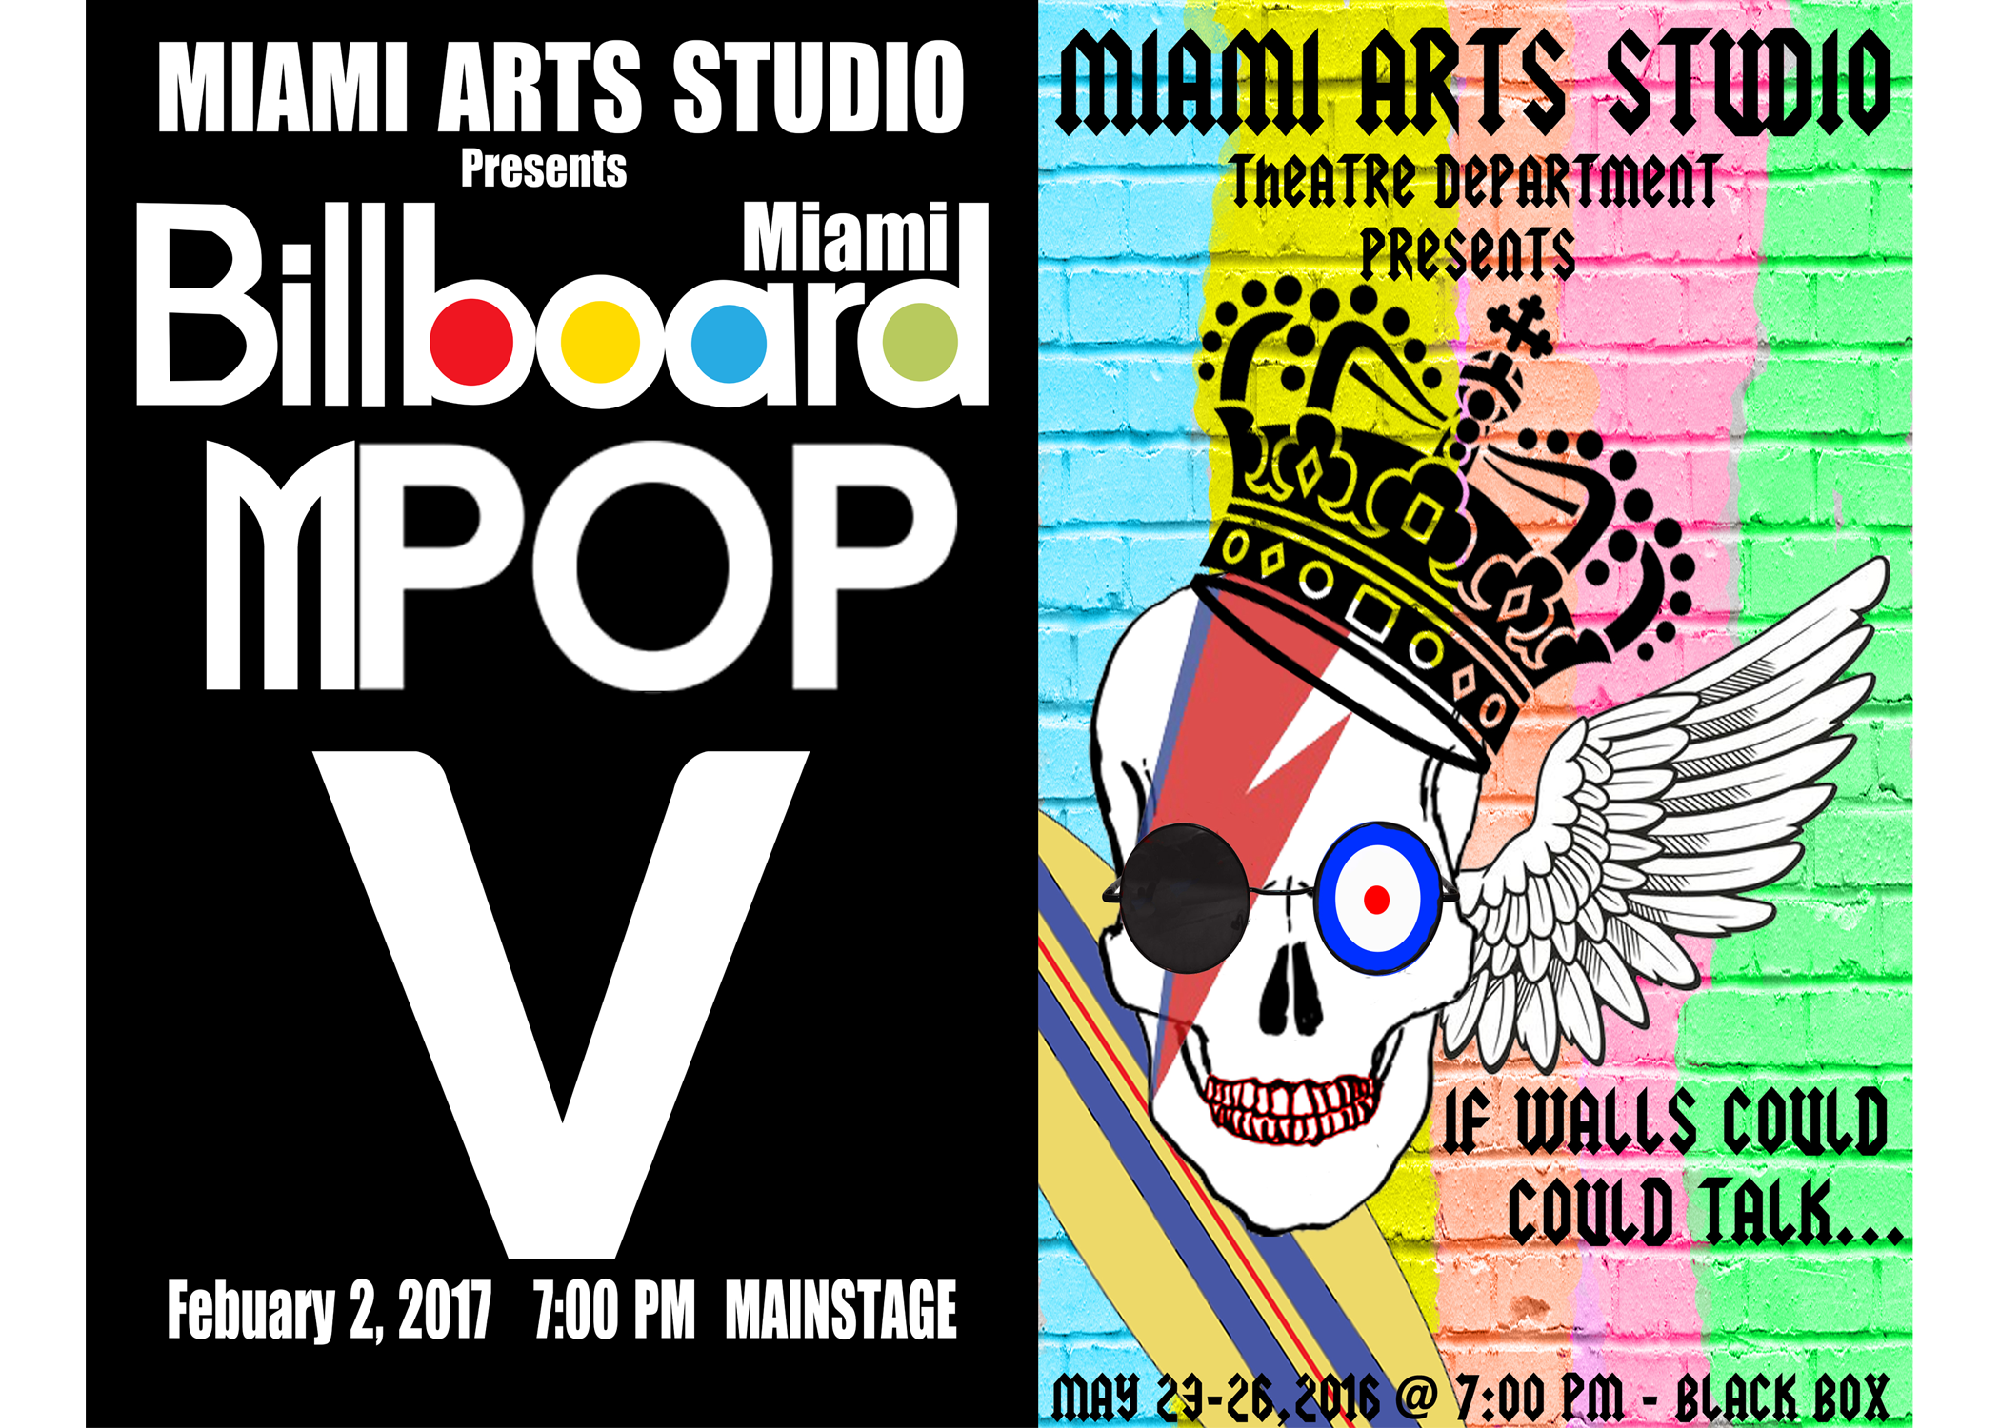 MIAMI ARTS STUDIO
Presents
Billboard
Miami
MPOP
V
Febuary 2, 2017 7:00 PM MAINSTAGE
MIAMI ARTS STUDIO
THEATRE DEPARTMENT
PRESENTS
IF WALLS COULD
COULD TALK...
MAY 23-26,2016 @ 7:00 PM - BLACK BOX